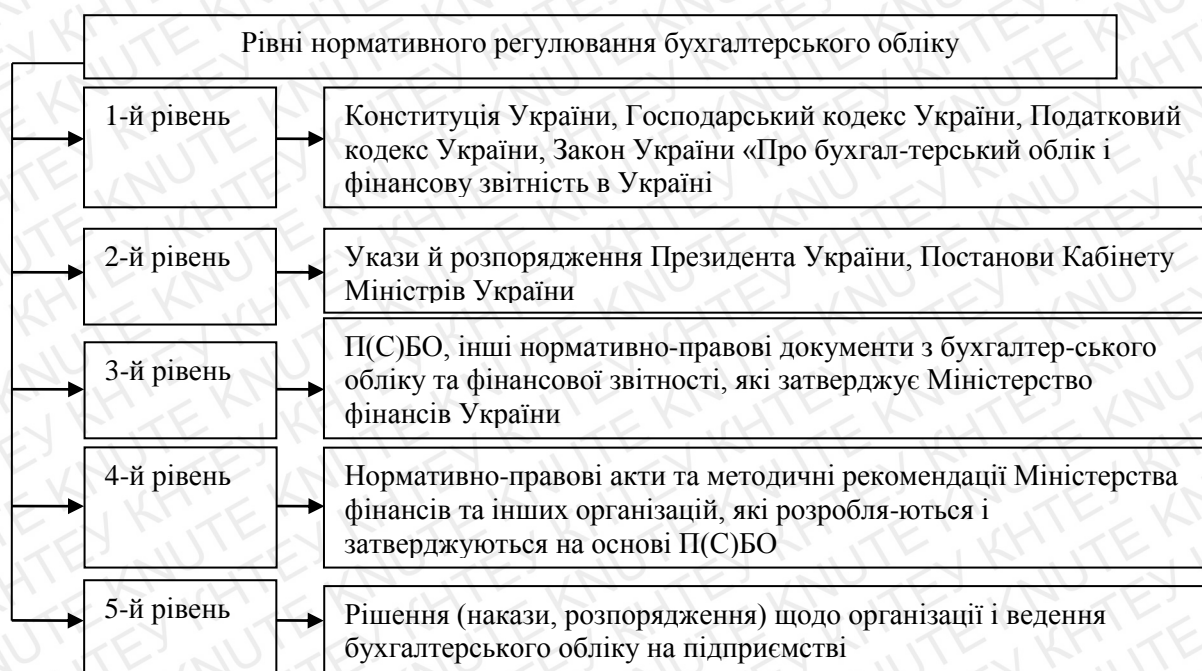 Рівні нормативного регулювання бухгалтерського обліку
1-й рівень
Конституція України, Господарський кодекс України, Податковий
кодекс України, Закон України «Про бухгал-терський облік і
фінансову звітність в Україні
2-й рівень
Укази й розпорядження Президента України, Постанови Кабінету
Міністрів України
3-й рівень
П(С)БО, інші нормативно-правові документи з бухгалтер-ського
обліку та фінансової звітності, які затверджує Міністерство
фінансів України
4-й рівень
Нормативно-правові акти та методичні рекомендації Міністерства
фінансів та інших організацій, які розробля-ються і
затверджуються на основі П(С)БО
5-й рівень
Рішення (накази, розпорядження) щодо організації і ведення
бухгалтерського обліку на підприємстві